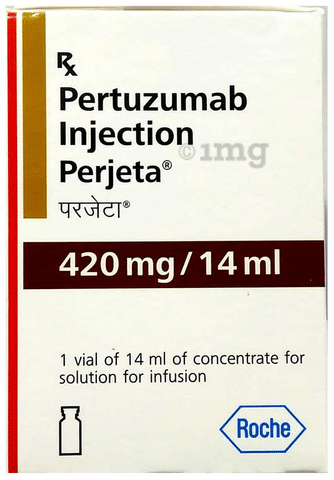 Rx
Pertuzumab
Injection
Perjeta®
परजेटा®
©1mg
420 mg/14 ml
1 vial of 14 ml of concentrate for
solution for infusion
Roche